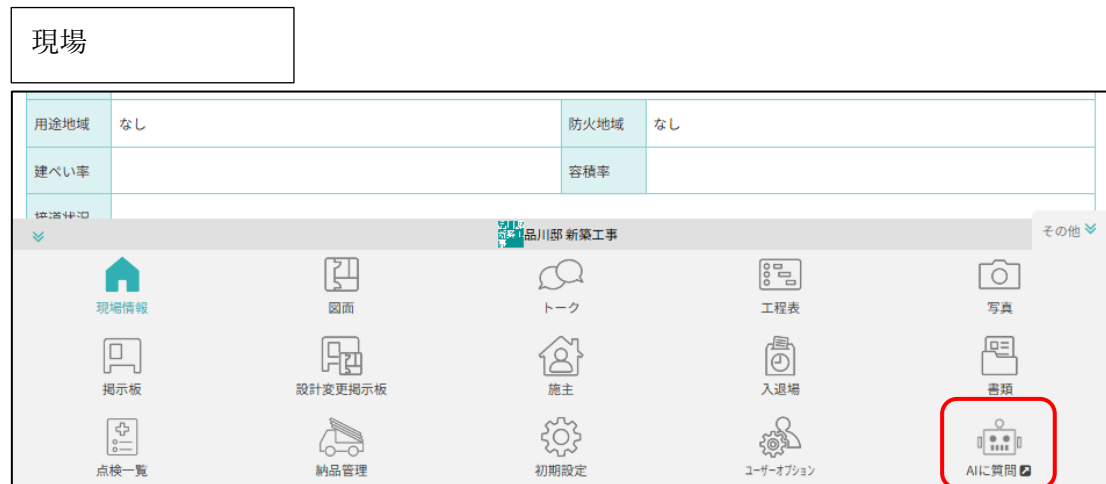 現場
用途地域 なし 防火地域 なし
建ぺい率 容積率
接道状況
品川邸 新築工事 その他
現場情報 図面 トーク 工程表 写真
掲示板 設計変更掲示板 施主 入退場 書類
点検一覧 納品管理 初期設定 ユーザーオプション AIに質問